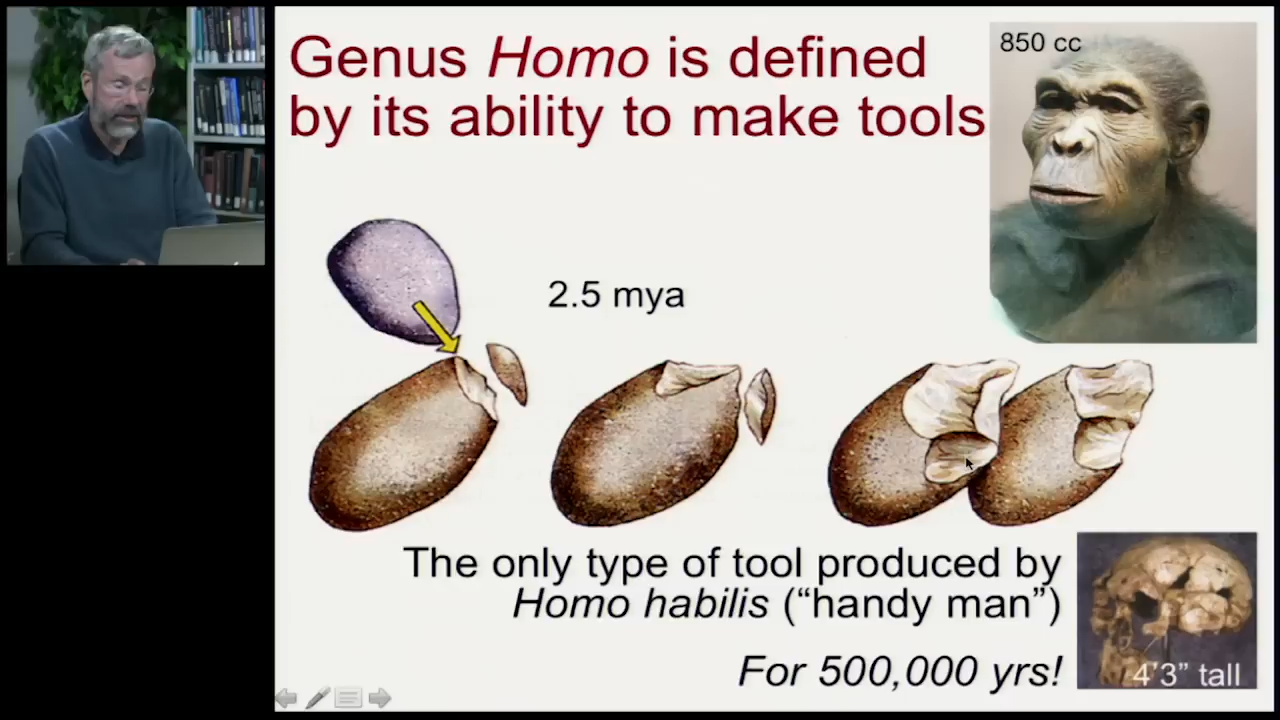 Genus Homo is defined
by its ability to make tools
850 cc
2.5 mya
The only type of tool produced by
Homo habilis (“handy man”)
For 500,000 yrs!
4’3” tall